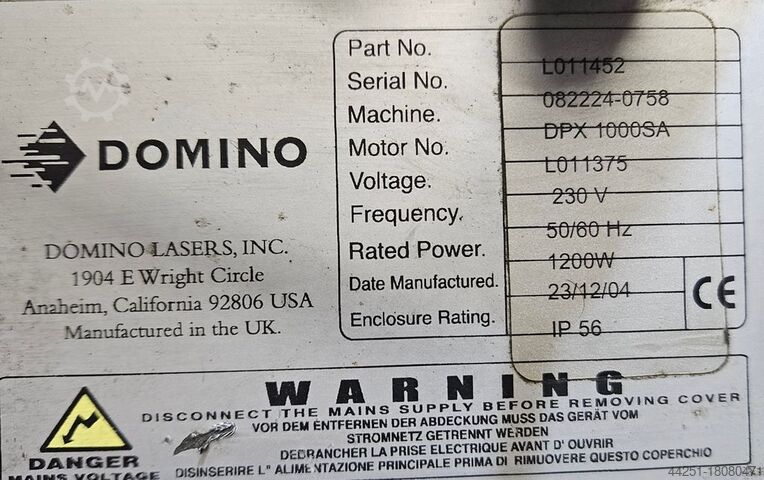 DOMINO
DOMINO LASERS, INC.
1904 E Wright Circle
Anaheim, California 92806 USA
Manufactured in the UK.
Part No. L011452
Serial No. 082224-0758
Machine. DPX 1000SA
Motor No. L011375
Voltage. 230 V
Frequency. 50/60 Hz
Rated Power. 1200W
Date Manufactured. 23/12/04
Enclosure Rating. IP 56
CE
WARNING
DISCONNECT THE MAINS SUPPLY BEFORE REMOVING COVER
VOR DEM ENTFERNEN DER ABDECKUNG MUSS DAS GERÄT VOM
STROMNETZ GETRENNT WERDEN
DEDRANCHER LA PRISE ELECTRIQUE AVANT D' OUVRIR
DISINSERIRE L" ALIMENTAZIONE PRINCIPALE PRIMA DI RIMUOVERE QUESTO COPERCHIO
DANGER
MAINS VOLTAGE